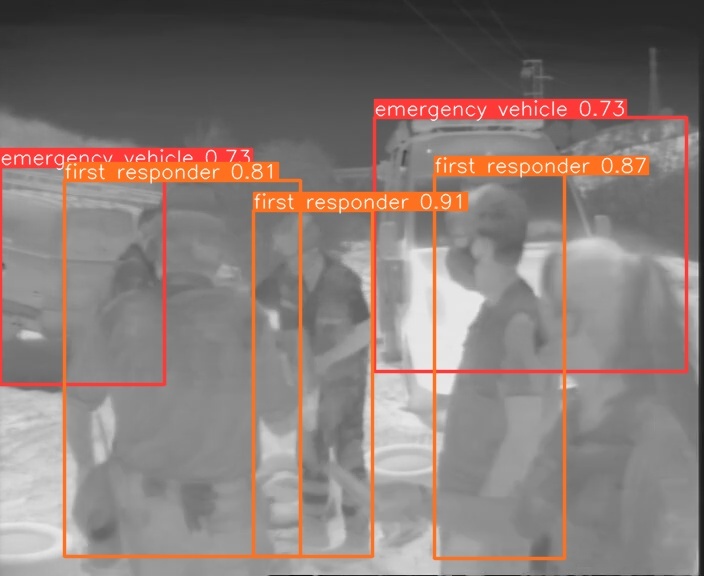 emergency vehicle 0.73
emergency vehicle 0.73
first responder 0.87
first responder 0.81
first responder 0.91